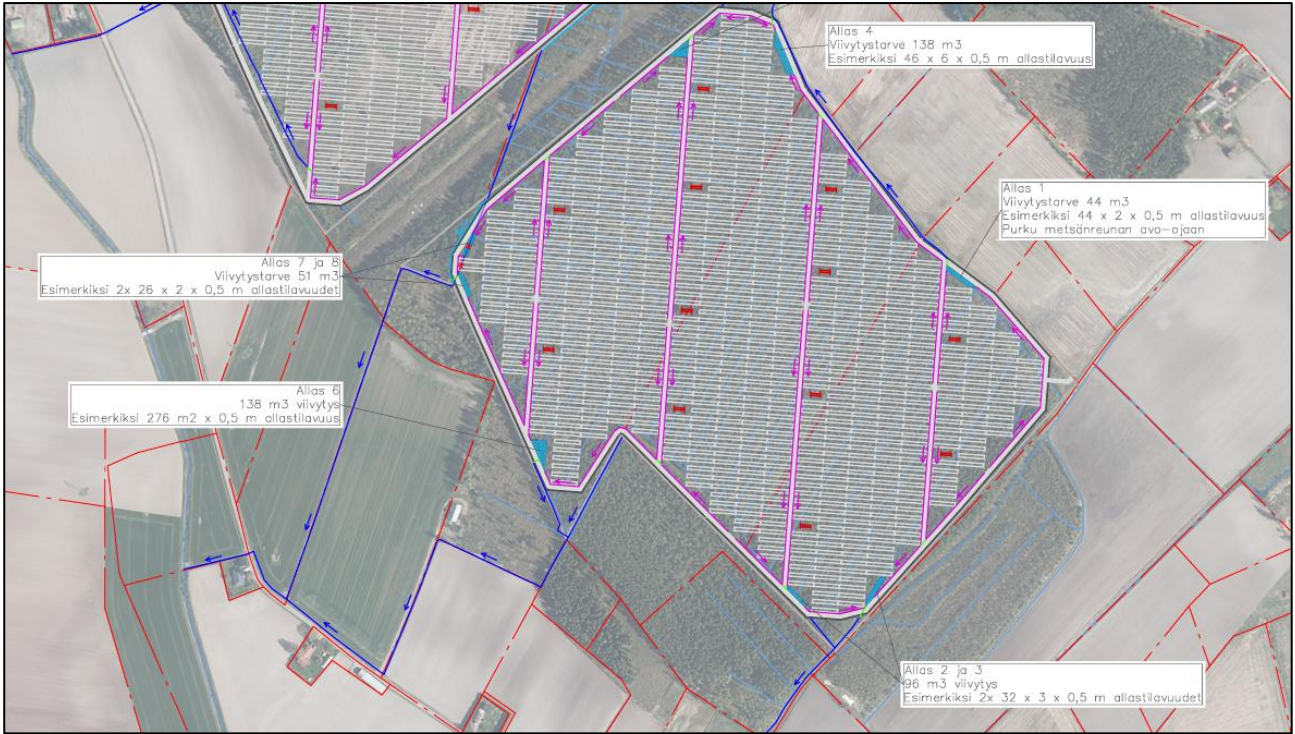 Allas 4
Viivytystarve 138 m3
Esimerkiksi 46 x 6 x 0,5 m allastilavuus
Allas 1
Viivytystarve 44 m3
Esimerkiksi 44 x 2 x 0,5 m allastilavuus
Purku metsänreunan avo-ojaan
Allas 7 ja 8
Viivytystarve 51 m3
Esimerkiksi 2x 26 x 2 x 0,5 m allastilavuudet
Allas 6
138 m3 viivytys
Esimerkiksi 276 m2 x 0,5 m allastilavuus
Allas 2 ja 3
96 m3 viivytys
Esimerkiksi 2x 32 x 3 x 0,5 m allastilavuudet